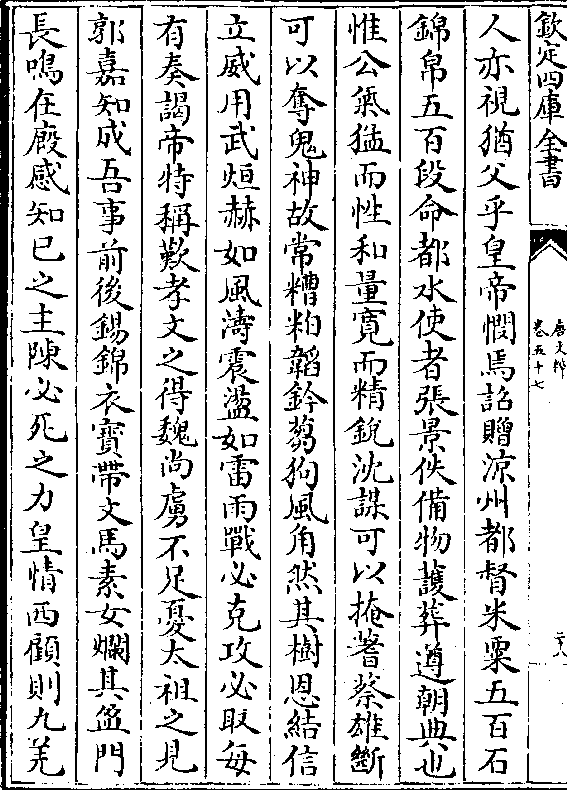 欽定四庫全書
唐文粹
卷五十七
二十八
人亦視猶父乎皇帝憫焉詔贈涼州都督米粟五百石
錦帛五百段命都水使者張景佚備物護葬遵朝典也
惟公氣猛而性和量寛而精銳沈謀可以掩蓍蔡雄斷
可以奪鬼神故常糟粕韜鈐芻狗風角然其樹恩結信
立威用武烜赫如風濤震盪如雷雨戰必克攻必取每
有奏謁帝特稱歎孝文之得魏尚虜不足憂太祖之見
郭嘉知成吾事前後錫錦衣寳帶文馬素女爛其盈門
長鳴在廄感知已之主陳必死之力皇情西顧則九羌